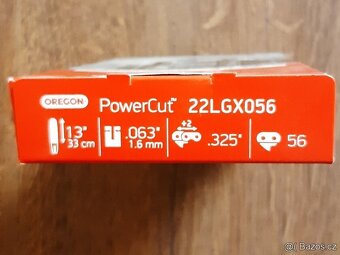 OREGON PowerCut™ 22LGX056
13" .063" +2 .325" 56
33 cm 1.6 mm
© Bazos.cz